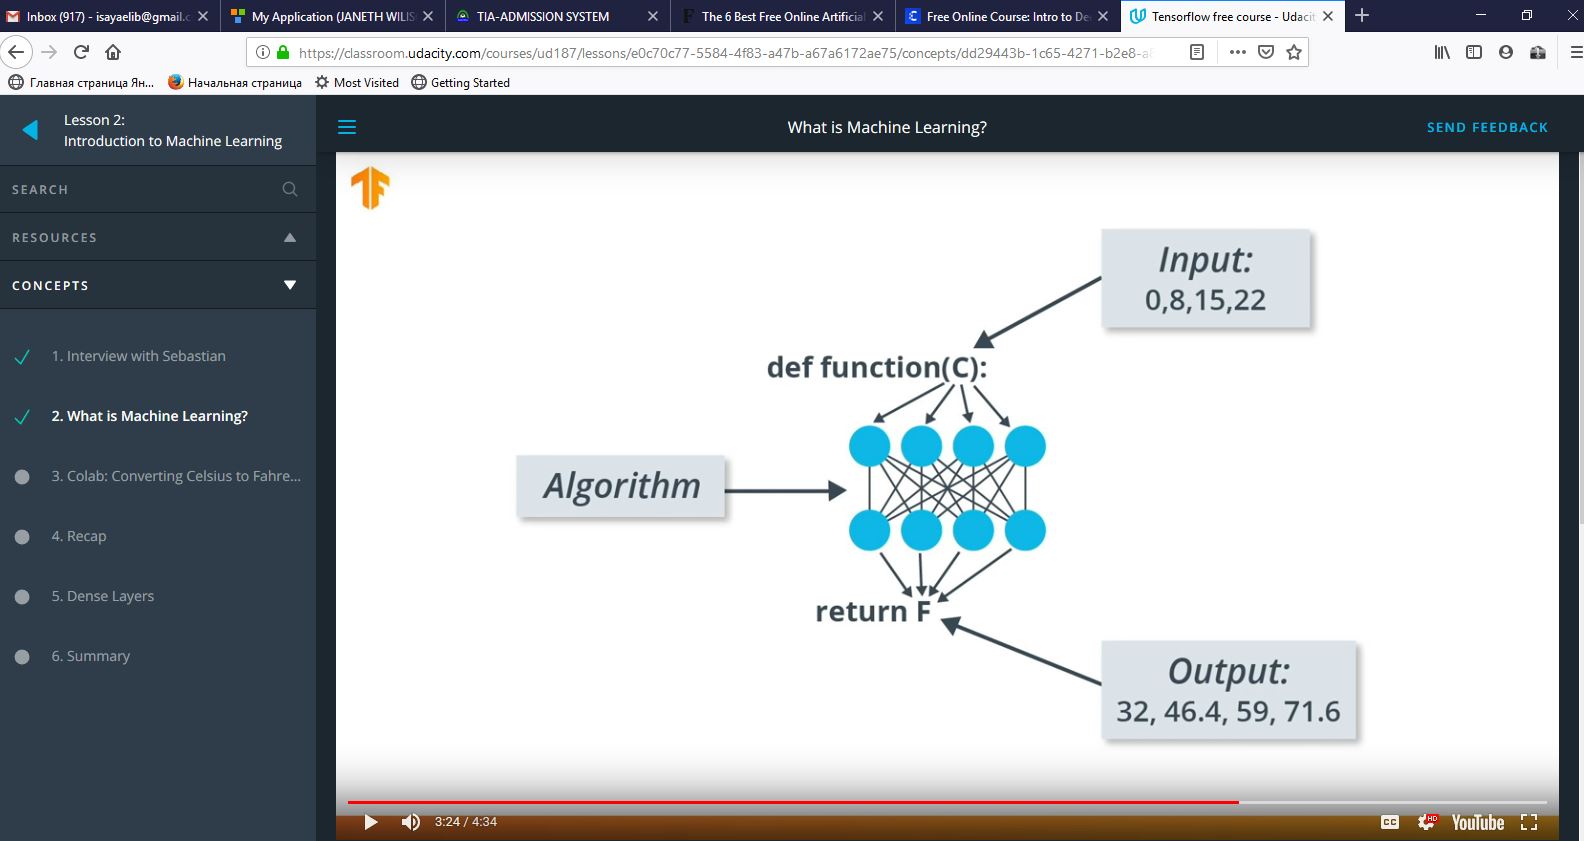 Inbox (917) - isayaelib@gmail.c
My Application (JANETH WILIS
TIA-ADMISSION SYSTEM
The 6 Best Free Online Artificial
Free Online Course: Intro to De
Tensorflow free course - Udacit
https://classroom.udacity.com/courses/ud187/lessons/e0c70c77-5584-4f83-a47b-a67a6172ae75/concepts/dd29443b-1c65-4271-b2e8-a
Главная страница Ян...
Начальная страница
Most Visited
Getting Started
Lesson 2:
Introduction to Machine Learning
What is Machine Learning?
SEND FEEDBACK
SEARCH
RESOURCES
CONCEPTS
1. Interview with Sebastian
2. What is Machine Learning?
3. Colab: Converting Celsius to Fahre...
4. Recap
5. Dense Layers
6. Summary
Input:
0,8,15,22
def function(C):
Algorithm
return F
Output:
32, 46.4, 59, 71.6
3:24 / 4:34
CC
HD
YouTube